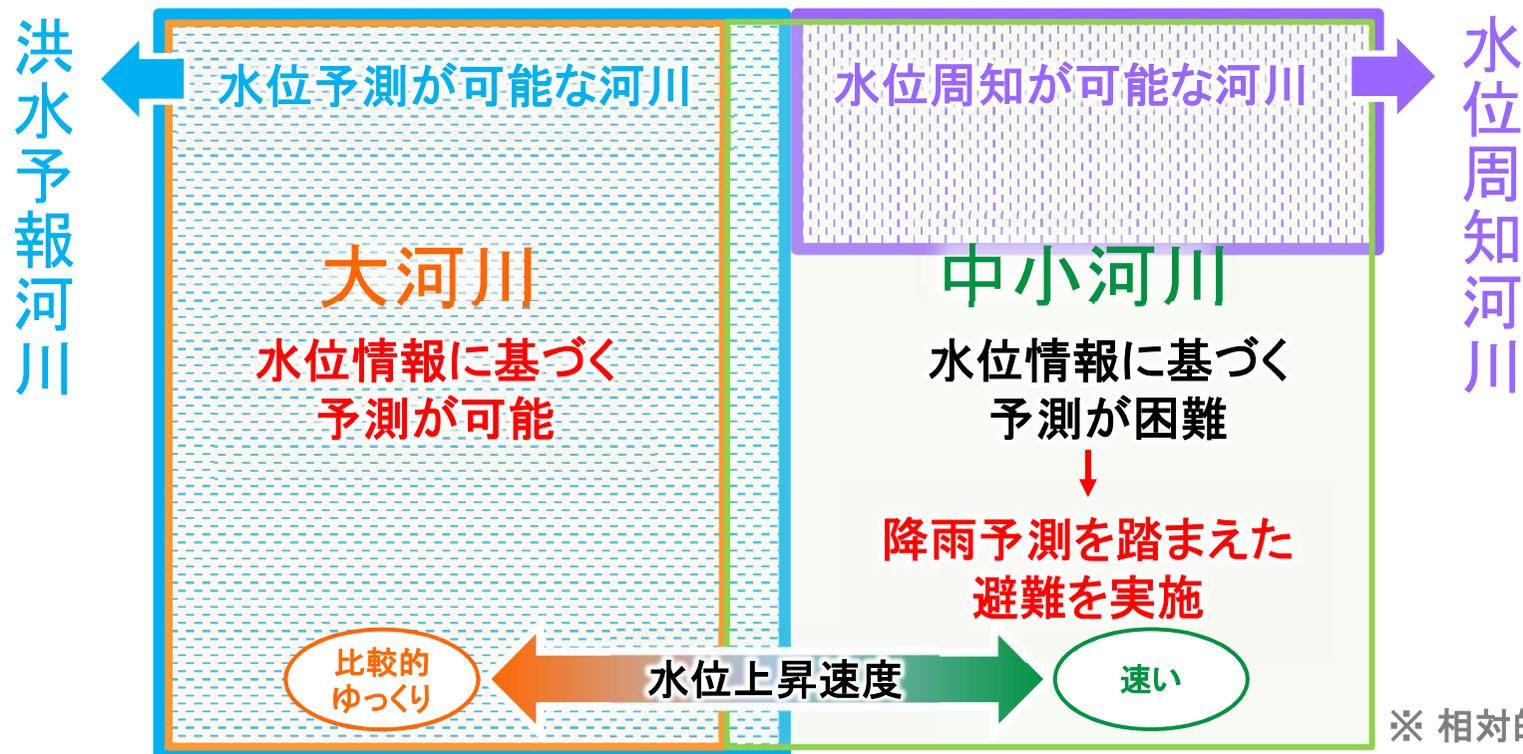 洪水予報河川
水位予測が可能な河川
水位周知が可能な河川
水位周知河川
大河川
水位情報に基づく
予測が可能
中小河川
水位情報に基づく
予測が困難
降雨予測を踏まえた
避難を実施
比較的
ゆっくり
水位上昇速度
速い
※ 相対